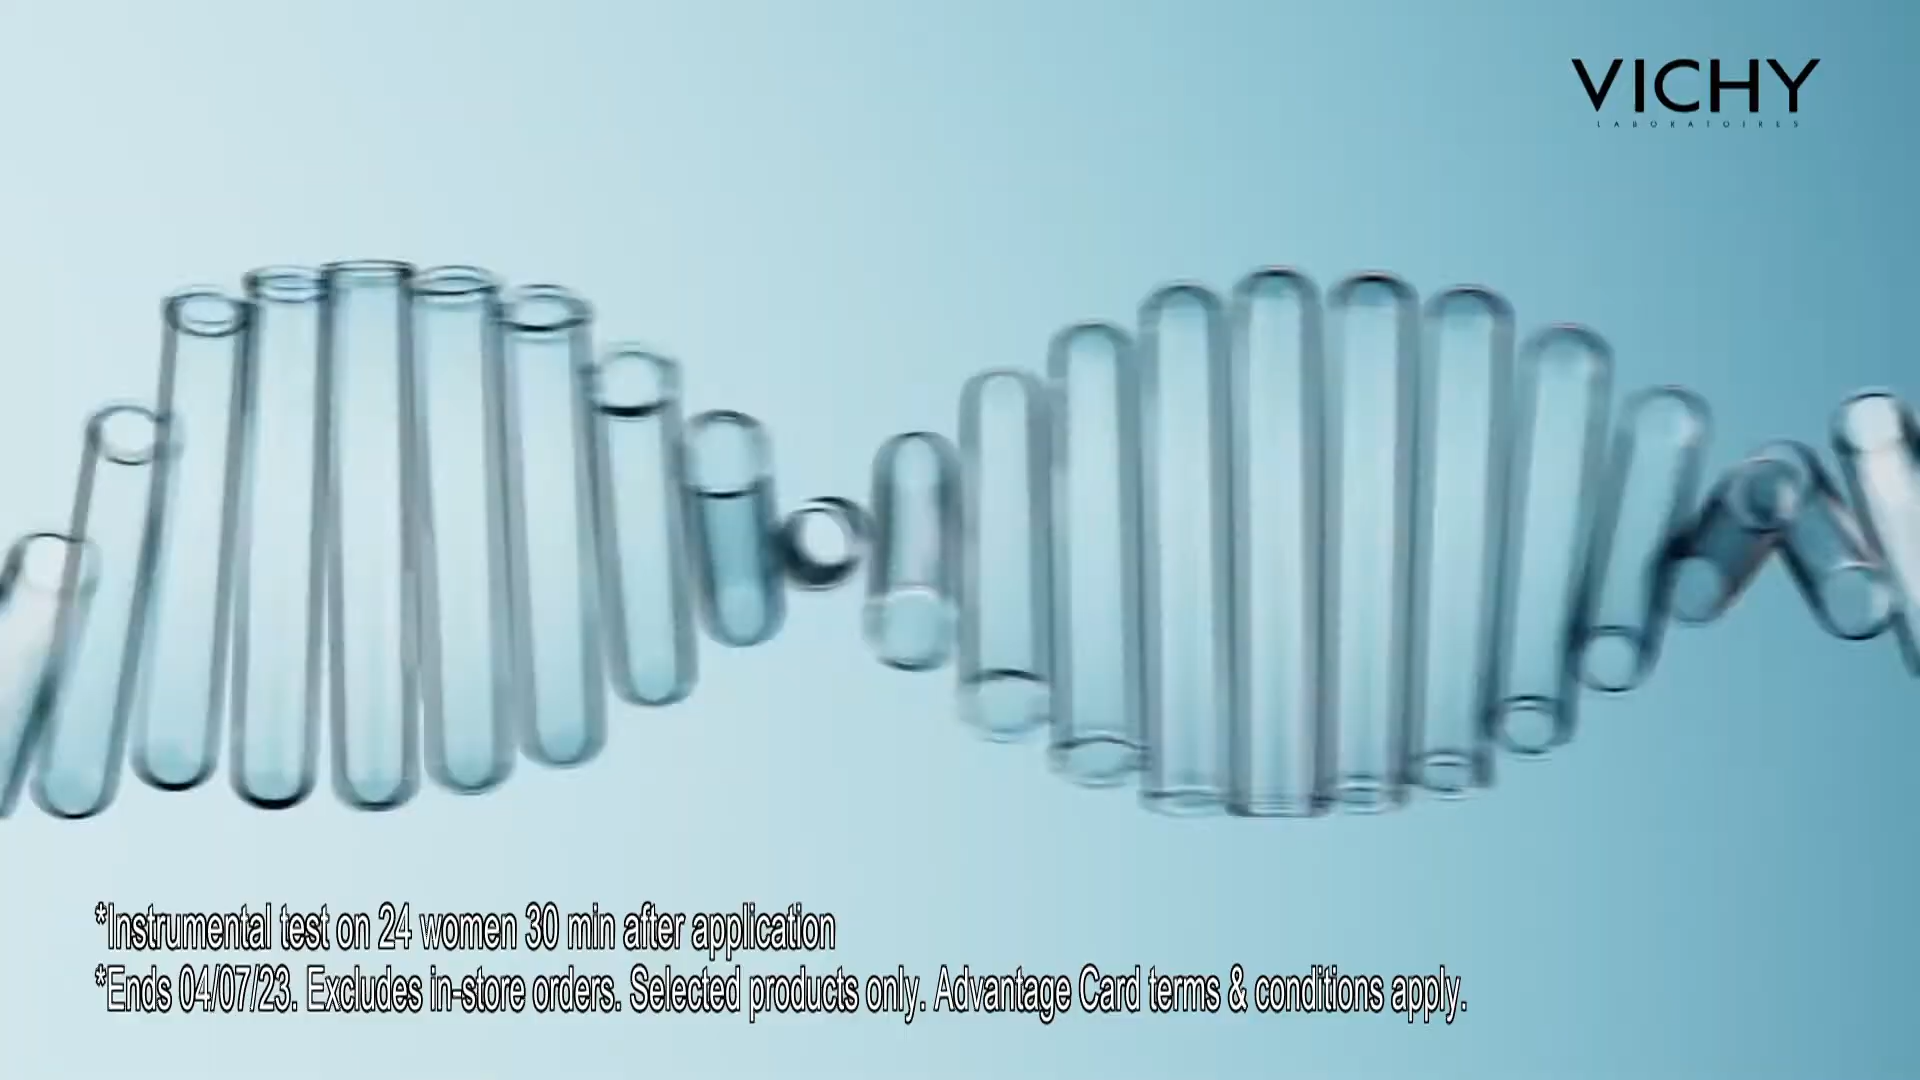 VICHY
LABORATOIRES
*Instrumental test on 24 women 30 min after application
*Ends 04/07/23. Excludes in-store orders. Selected products only. Advantage Card terms & conditions apply.